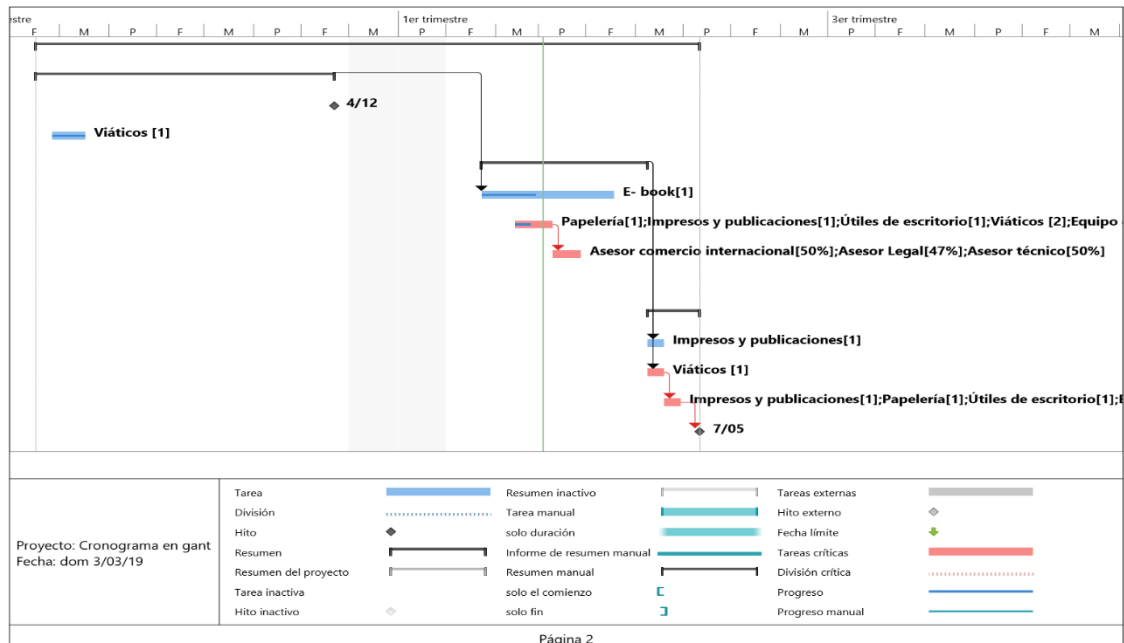 stre 1er trimestre 3er trimestre
F M P F M P F M P F M P F M P F M P F M P F M
4/12
Viáticos [1]
E- book[1]
Papelería[1];Impresos y publicaciones[1];Útiles de escritorio[1];Viáticos [2];Equipo
Asesor comercio internacional[50%];Asesor Legal[47%];Asesor técnico[50%]
Impresos y publicaciones[1]
Viáticos [1]
Impresos y publicaciones[1];Papelería[1];Útiles de escritorio[1];
7/05
Proyecto: Cronograma en gant
Fecha: dom 3/03/19
Tarea
División
Hito
Resumen
Resumen del proyecto
Tarea inactiva
Hito inactivo
Resumen inactivo
Tarea manual
solo duración
Informe de resumen manual
Resumen manual
solo el comienzo
solo fin
Tareas externas
Hito externo
Fecha límite
Tareas críticas
División crítica
Progreso
Progreso manual
Página 2